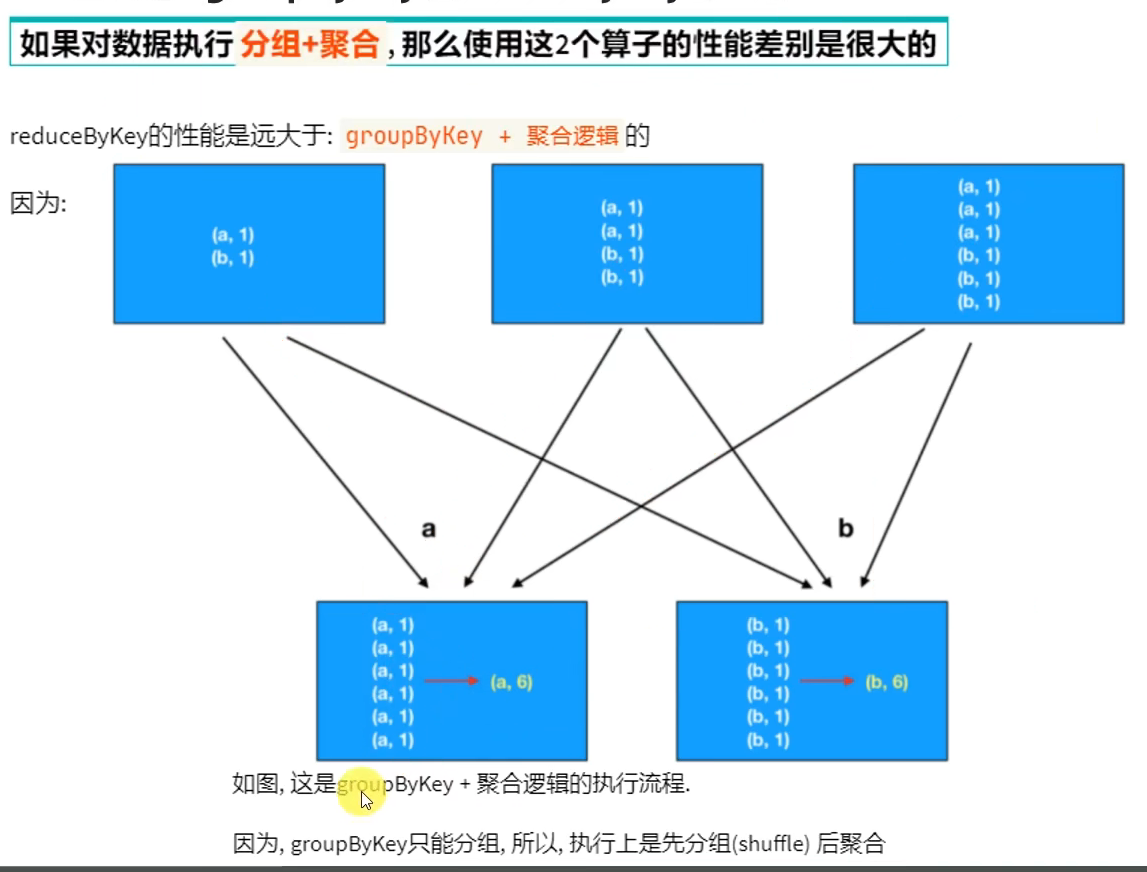 如果对数据执行 分组+聽合, 那么使用这2个算子的性能差别是很大的
reduceByKey的性能是远大于: groupByKey + 聚合逻辑 的
因为:
(a, 1)
(b, 1)
(a, 1)
(a, 1)
(b, 1)
(b, 1)
(a, 1)
(a, 1)
(a, 1)
(b, 1)
(b, 1)
(b, 1)
a
b
(a, 1)
(a, 1)
(a, 1)
(a, 1)
(a, 1)
(a, 1)
(a, 6)
(b, 1)
(b, 1)
(b, 1)
(b, 1)
(b, 1)
(b, 1)
(b, 6)
如图, 这是groupByKey + 聚合逻辑的执行流程.
因为, groupByKey只能分组, 所以, 执行上是先分组(shuffle) 后聚合